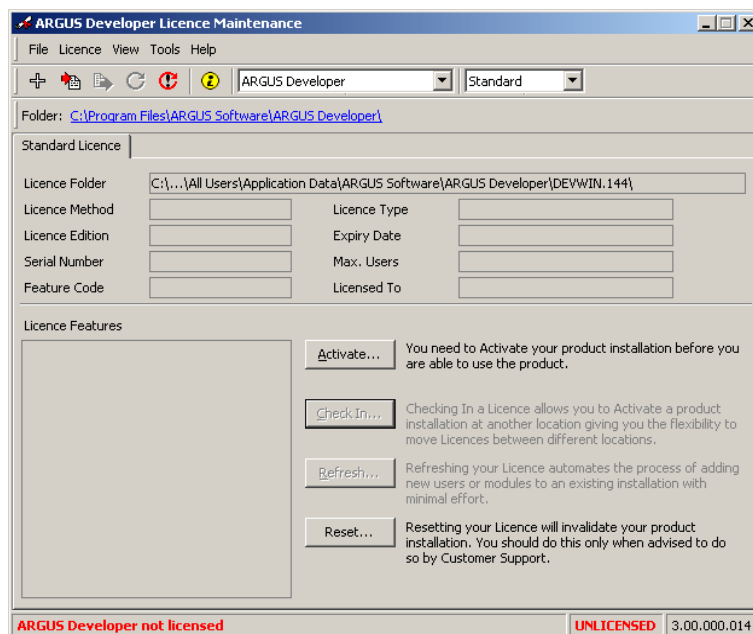 ARGUS Developer Licence Maintenance
File Licence View Tools Help
ARGUS Developer Standard
Folder: C:\Program Files\ARGUS Software\ARGUS Developer\
Standard Licence
Licence Folder C:\...\All Users\Application Data\ARGUS Software\ARGUS Developer\DEVWIN.144\
Licence Method Licence Type
Licence Edition Expiry Date
Serial Number Max. Users
Feature Code Licensed To
Licence Features
Activate... You need to Activate your product installation before you
are able to use the product.
Check In... Checking In a Licence allows you to Activate a product
installation at another location giving you the flexibility to
move Licences between different locations.
Refresh... Refreshing your Licence automates the process of adding
new users or modules to an existing installation with
minimal effort.
Reset... Resetting your Licence will invalidate your product
installation. You should do this only when advised to do
so by Customer Support.
ARGUS Developer not licensed UNLICENSED 3.00.000.014